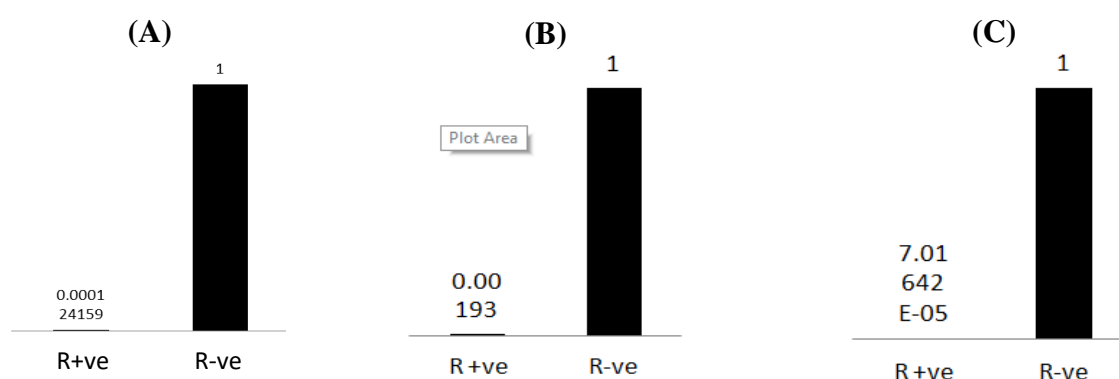 (A)
1
0.0001
24159
R+ve
R-ve
(B)
1
Plot Area
0.00
193
R +ve
R-ve
(C)
1
7.01
642
E-05
R +ve
R-ve